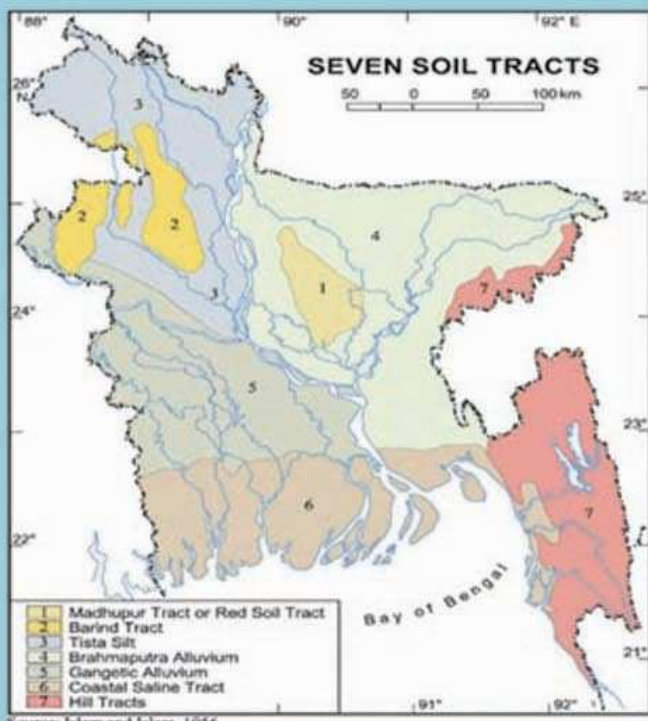 88°
90°
92° E
26°
N
SEVEN SOIL TRACTS
50 0 50 100 km
3
25°
2
2
4
3
1
7
24°
5
23°
6
7
22°
Bay of Bengal
21°
1 Madhupur Tract or Red Soil Tract
2 Barind Tract
3 Tista Silt
4 Brahmaputra Alluvium
5 Gangetic Alluvium
6 Coastal Saline Tract
7 Hill Tracts
91°
92°